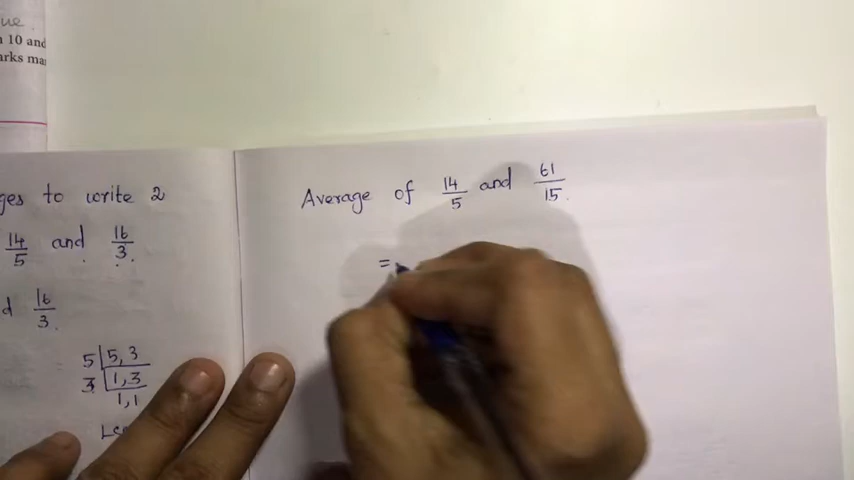 ue.
10 and
arks ma
ges to write 2
14/5 and 16/3.
d 16/3.
5 | 5, 3
3 | 1, 3
1, 1
Average of 14/5 and 61/15.
=